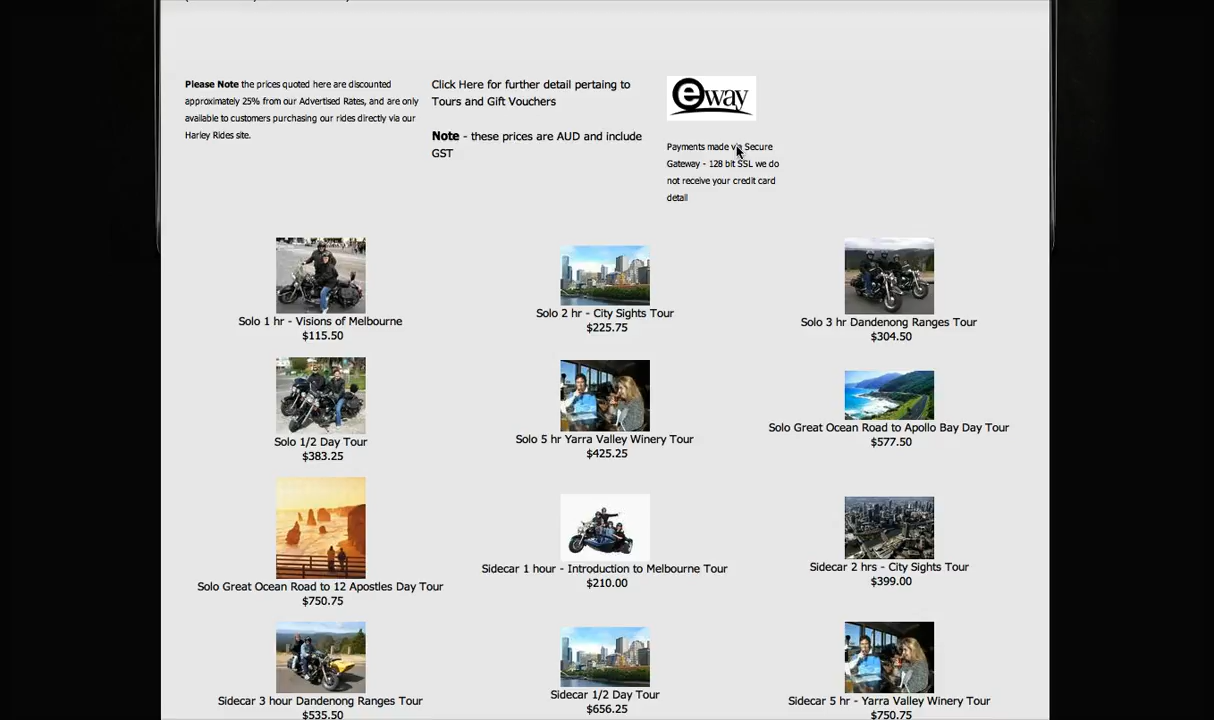 Please Note the prices quoted here are discounted
approximately 25% from our Advertised Rates, and are only
available to customers purchasing our rides directly via our
Harley Rides site.
Click Here for further detail pertaining to
Tours and Gift Vouchers
Note - these prices are AUD and include
GST
eway
Payments made via Secure
Gateway - 128 bit SSL we do
not receive your credit card
detail
Solo 1 hr - Visions of Melbourne
$115.50
Solo 2 hr - City Sights Tour
$225.75
Solo 3 hr Dandenong Ranges Tour
$304.50
Solo 1/2 Day Tour
$383.25
Solo 5 hr Yarra Valley Winery Tour
$425.25
Solo Great Ocean Road to Apollo Bay Day Tour
$577.50
Solo Great Ocean Road to 12 Apostles Day Tour
$750.75
Sidecar 1 hour - Introduction to Melbourne Tour
$210.00
Sidecar 2 hrs - City Sights Tour
$399.00
Sidecar 3 hour Dandenong Ranges Tour
$535.50
Sidecar 1/2 Day Tour
$656.25
Sidecar 5 hr - Yarra Valley Winery Tour
$750.75